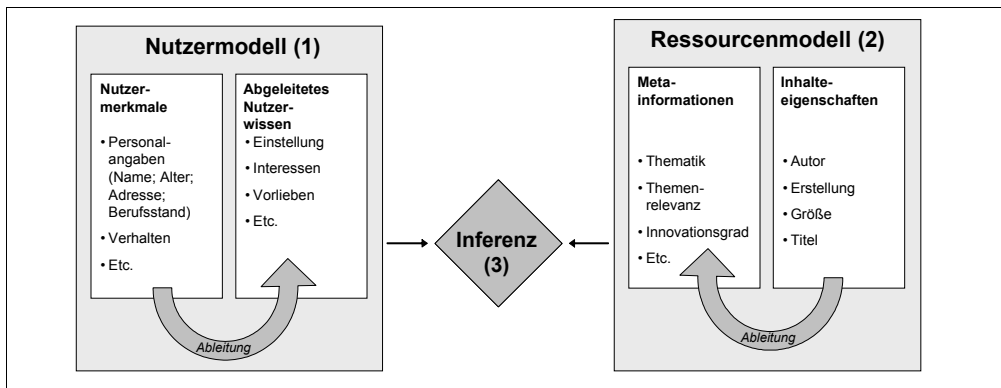 Nutzermodell (1)
Nutzer-
merkmale
• Personal-
angaben
(Name; Alter;
Adresse;
Berufsstand)
• Verhalten
• Etc.
Abgeleitetes
Nutzer-
wissen
• Einstellung
• Interessen
• Vorlieben
• Etc.
Ableitung
Inferenz
(3)
Ressourcenmodell (2)
Meta-
informationen
• Thematik
• Themen-
relevanz
• Innovationsgrad
• Etc.
Inhalte-
eigenschaften
• Autor
• Erstellung
• Größe
• Titel
Ableitung